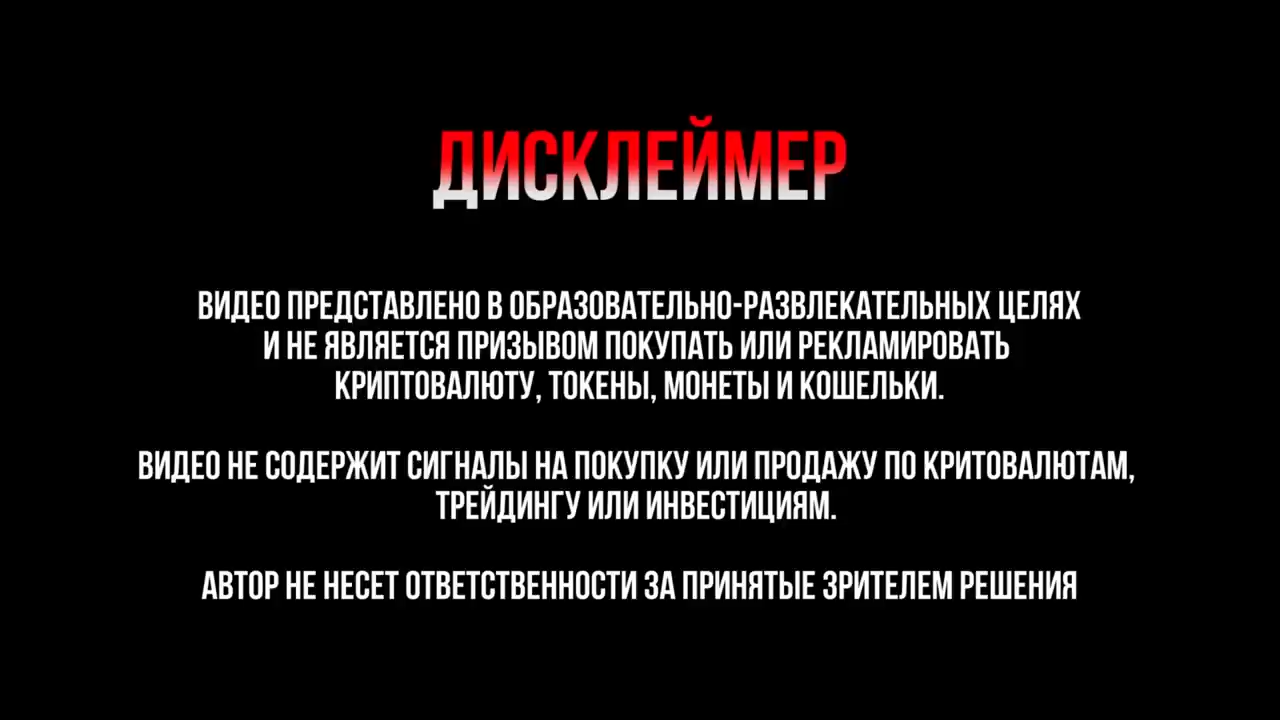 ДИСКЛЕЙМЕР
ВИДЕО ПРЕДСТАВЛЕНО В ОБРАЗОВАТЕЛЬНО-РАЗВЛЕКАТЕЛЬНЫХ ЦЕЛЯХ
И НЕ ЯВЛЯЕТСЯ ПРИЗЫВОМ ПОКУПАТЬ ИЛИ РЕКЛАМИРОВАТЬ
КРИПТОВАЛЮТУ, ТОКЕНЫ, МОНЕТЫ И КОШЕЛЬКИ.
ВИДЕО НЕ СОДЕРЖИТ СИГНАЛЫ НА ПОКУПКУ ИЛИ ПРОДАЖУ ПО КРИТОВАЛЮТАМ,
ТРЕЙДИНГУ ИЛИ ИНВЕСТИЦИЯМ.
АВТОР НЕ НЕСЕТ ОТВЕТСТВЕННОСТИ ЗА ПРИНЯТЫЕ ЗРИТЕЛЕМ РЕШЕНИЯ